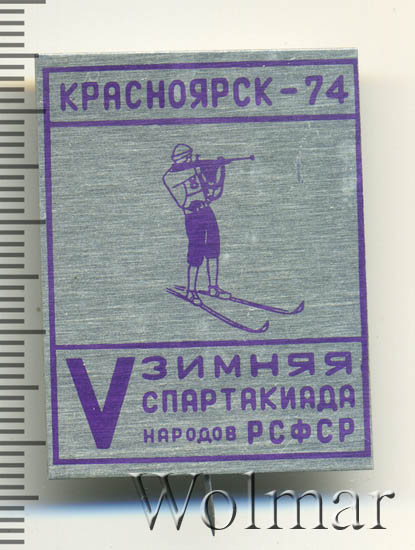 КРАСНОЯРСК-74
V ЗИМНЯЯ
СПАРТАКИАДА
НАРОДОВ РСФСР
Wolmar